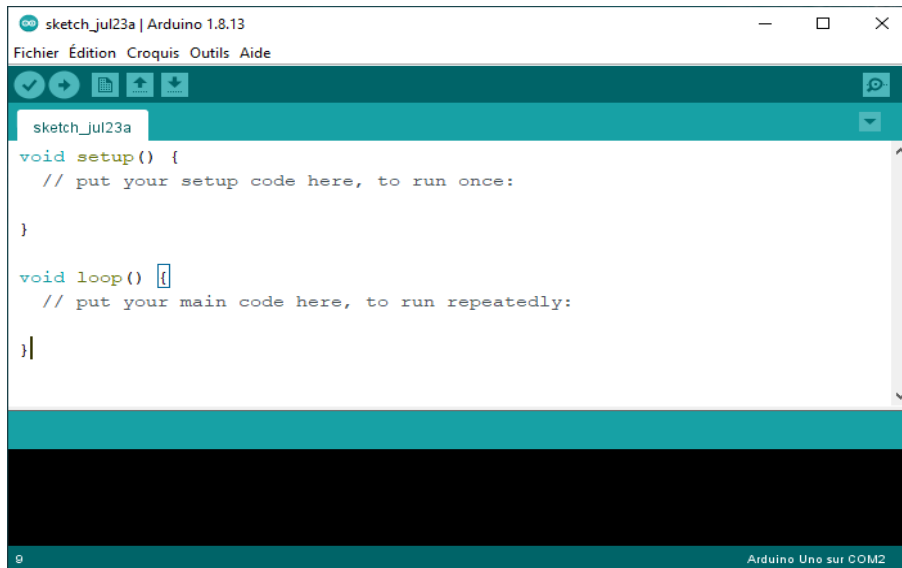 sketch_jul23a | Arduino 1.8.13
Fichier Édition Croquis Outils Aide
sketch_jul23a
void setup() {
  // put your setup code here, to run once:
}
void loop() {
  // put your main code here, to run repeatedly:
}
9 Arduino Uno sur COM2